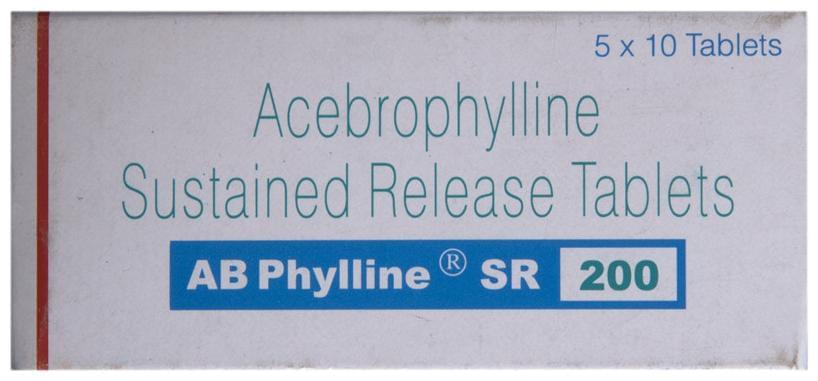 5 x 10 Tablets
Acebrophylline
Sustained Release Tablets
AB Phylline® SR 200